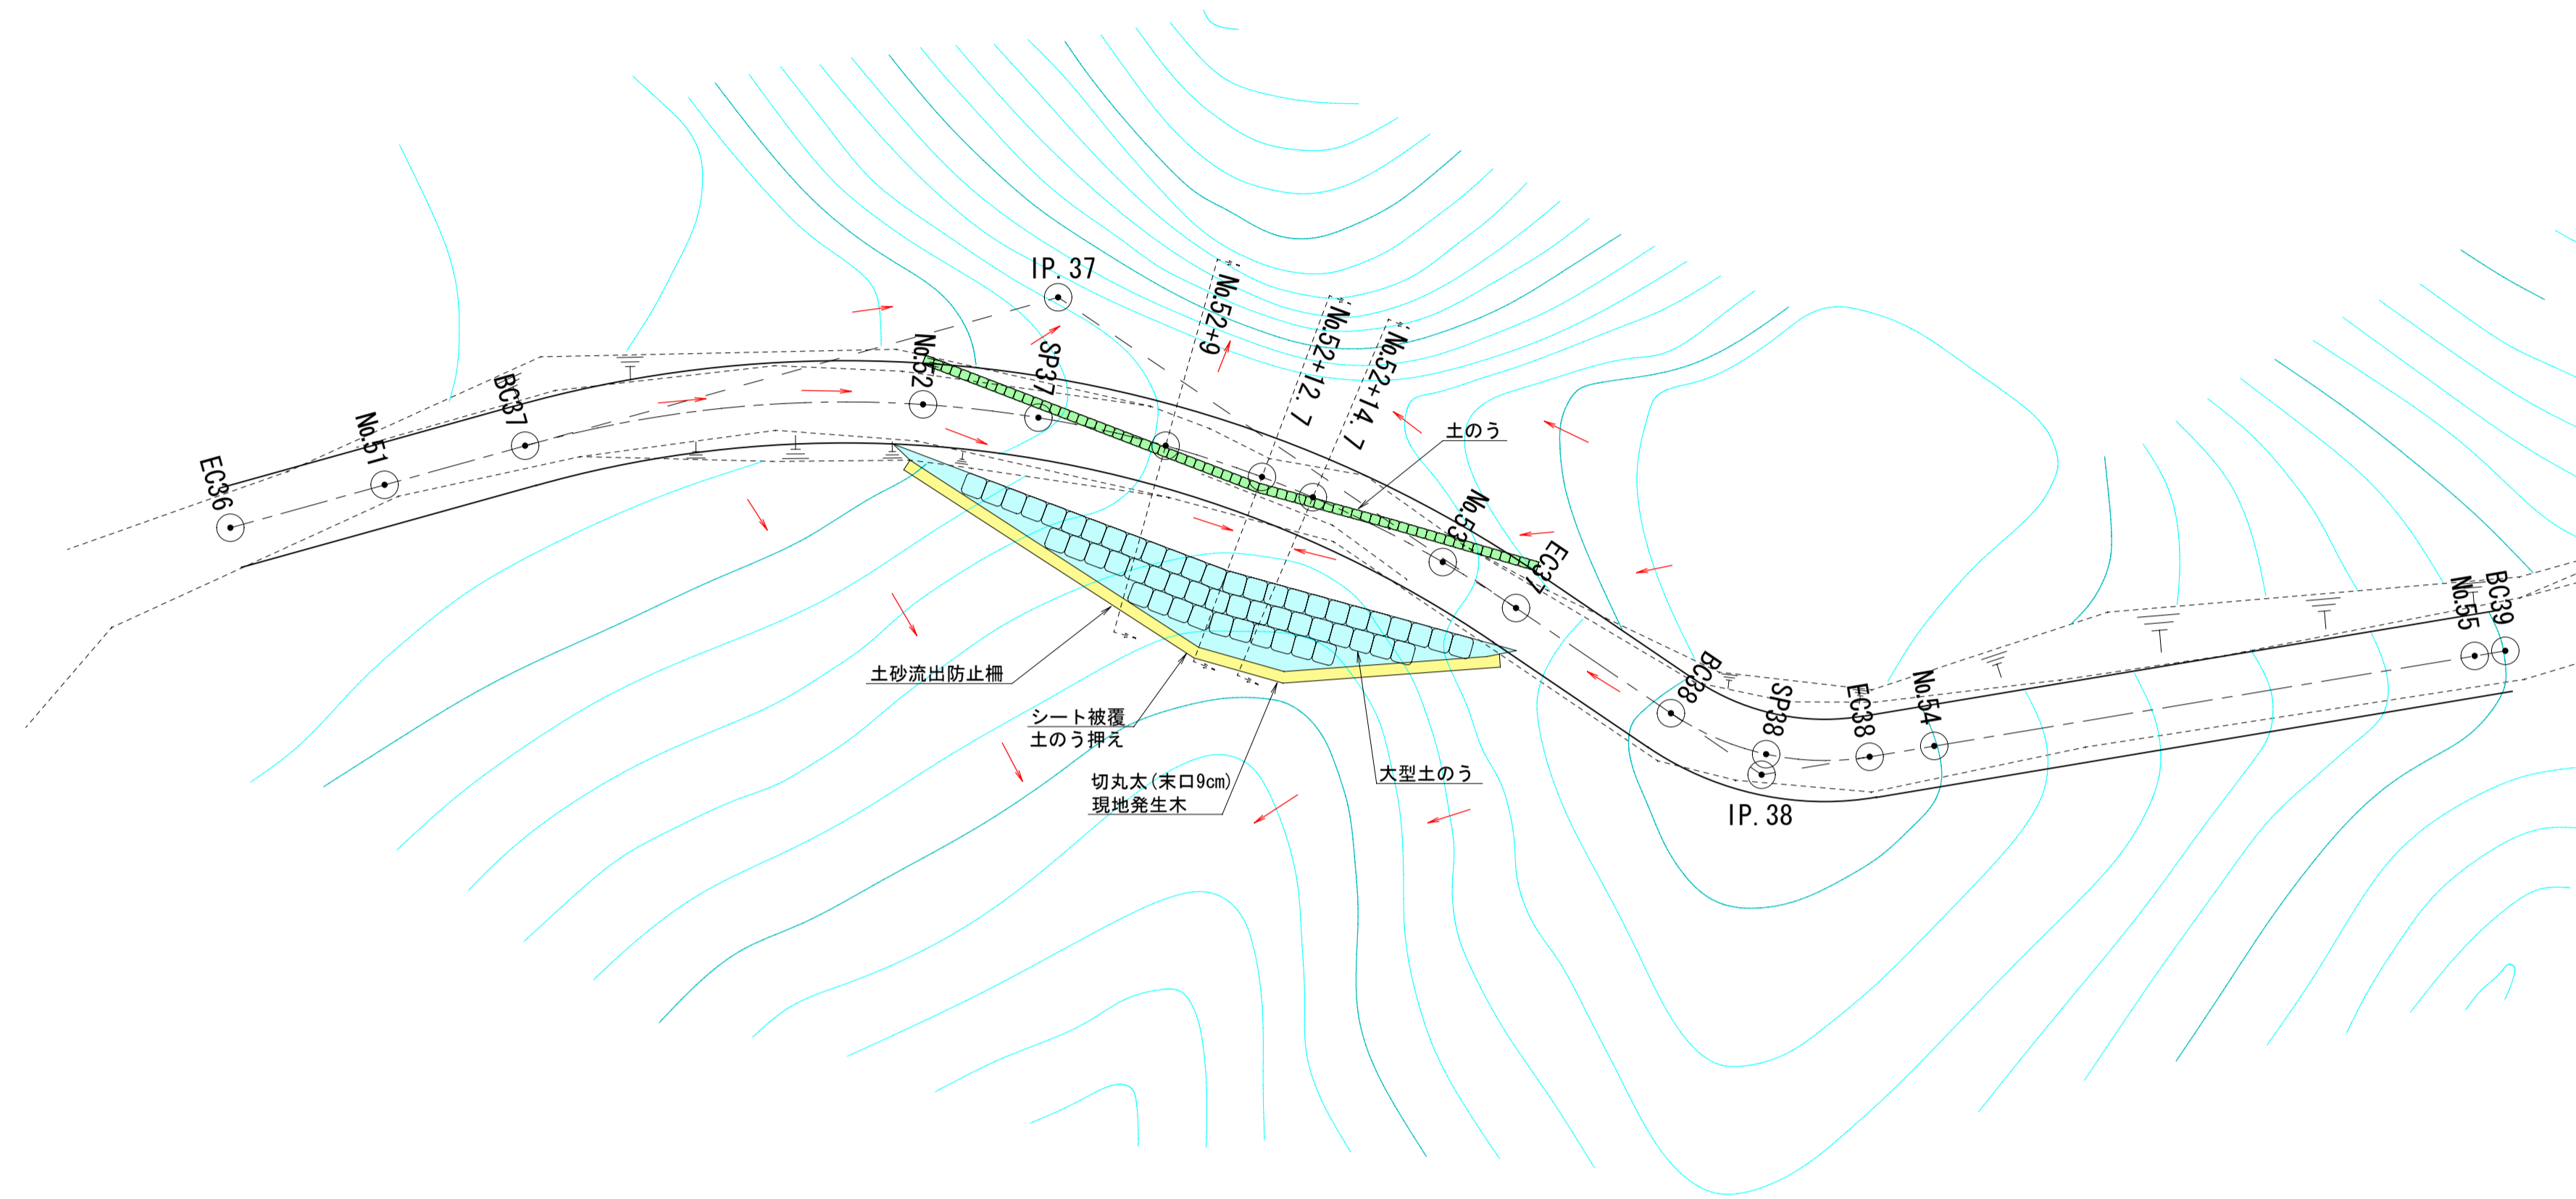 IP. 37
No.52+9
No.52+12. 7
No.52+14. 7
No.52
SP37
BC37
No.51
EC36
土のう
No.53
EC37
土砂流出防止柵
シート被覆
土のう押え
切丸太(末口9cm)
現地発生木
大型土のう
BC38
SP38
EC38
No.54
IP. 38
No.55
BC39